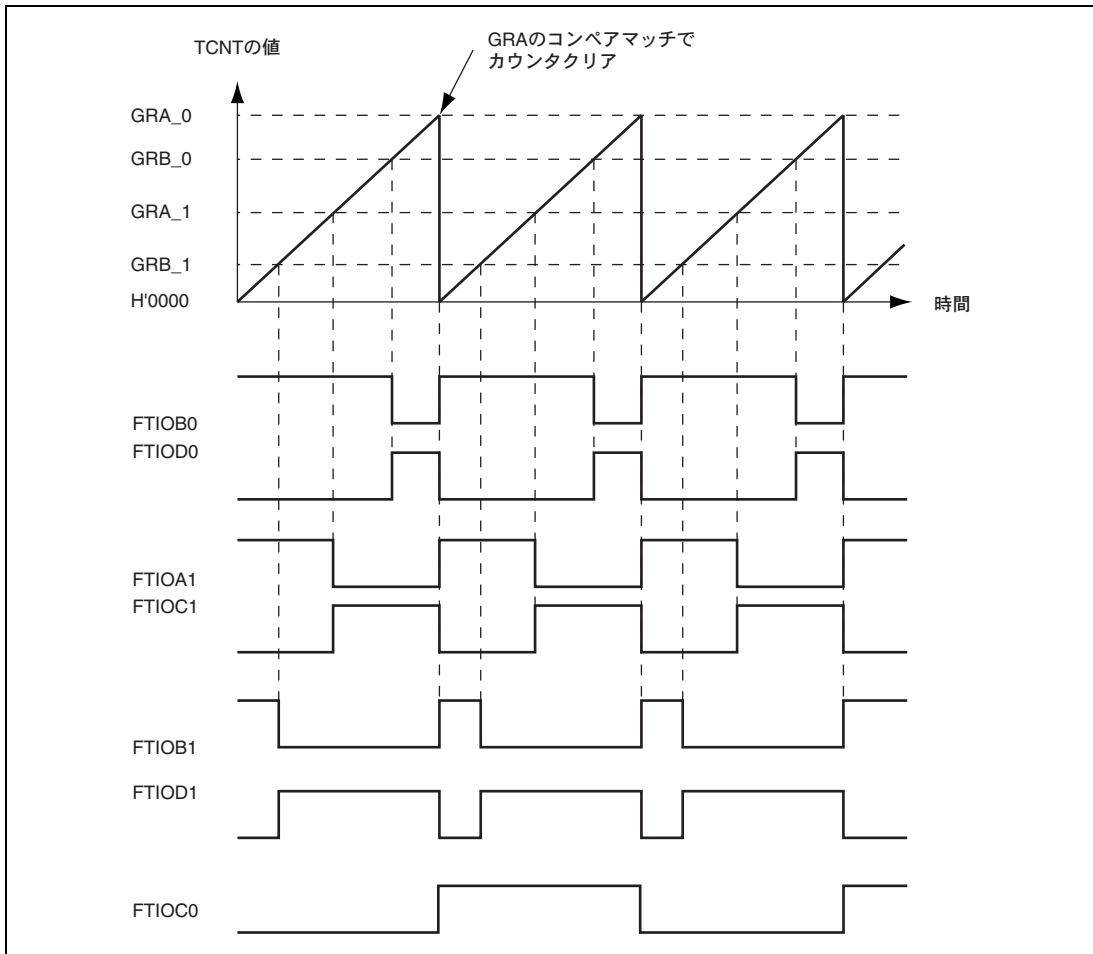 GRAのコンペアマッチで
カウンタクリア
TCNTの値
GRA_0
GRB_0
GRA_1
GRB_1
H'0000
時間
FTIOB0
FTIOD0
FTIOA1
FTIOC1
FTIOB1
FTIOD1
FTIOC0